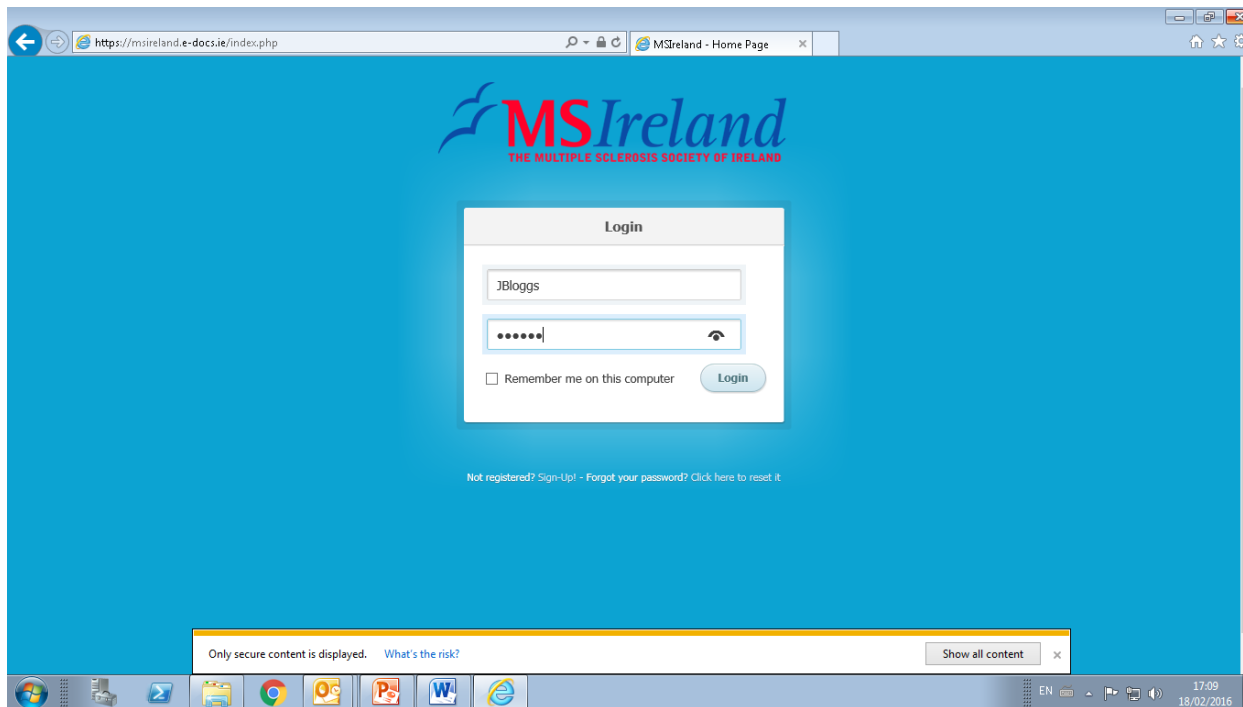 https://msireland.e-docs.ie/index.php
MSIreland - Home Page
MSIreland
THE MULTIPLE SCLEROSIS SOCIETY OF IRELAND
Login
JBloggs
••••••
Remember me on this computer
Login
Not registered? Sign-Up! - Forgot your password? Click here to reset it
Only secure content is displayed. What's the risk?
Show all content
EN
17:09
18/02/2016